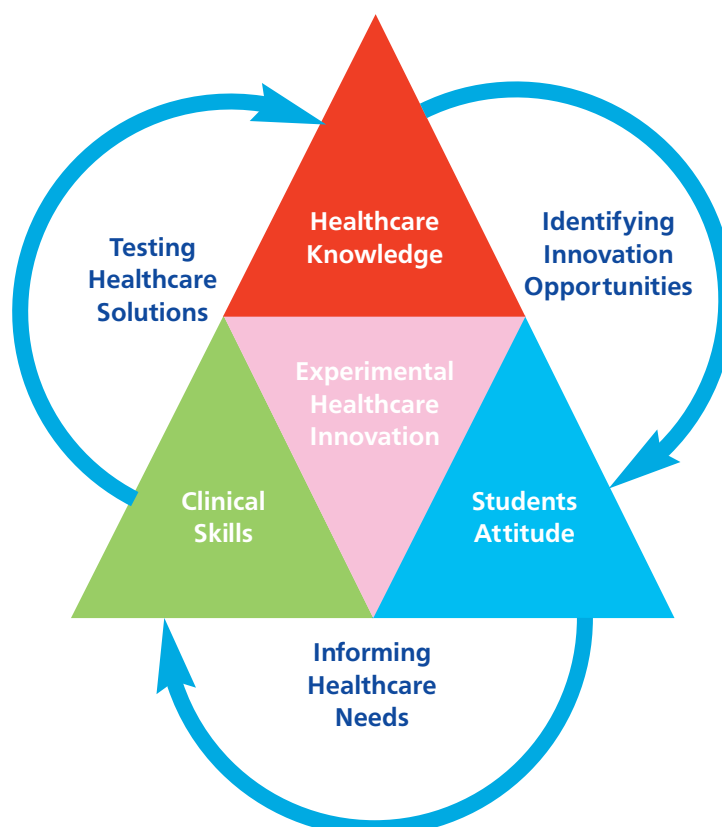 Healthcare
Knowledge
Testing
Healthcare
Solutions
Identifying
Innovation
Opportunities
Experimental
Healthcare
Innovation
Clinical
Skills
Students
Attitude
Informing
Healthcare
Needs